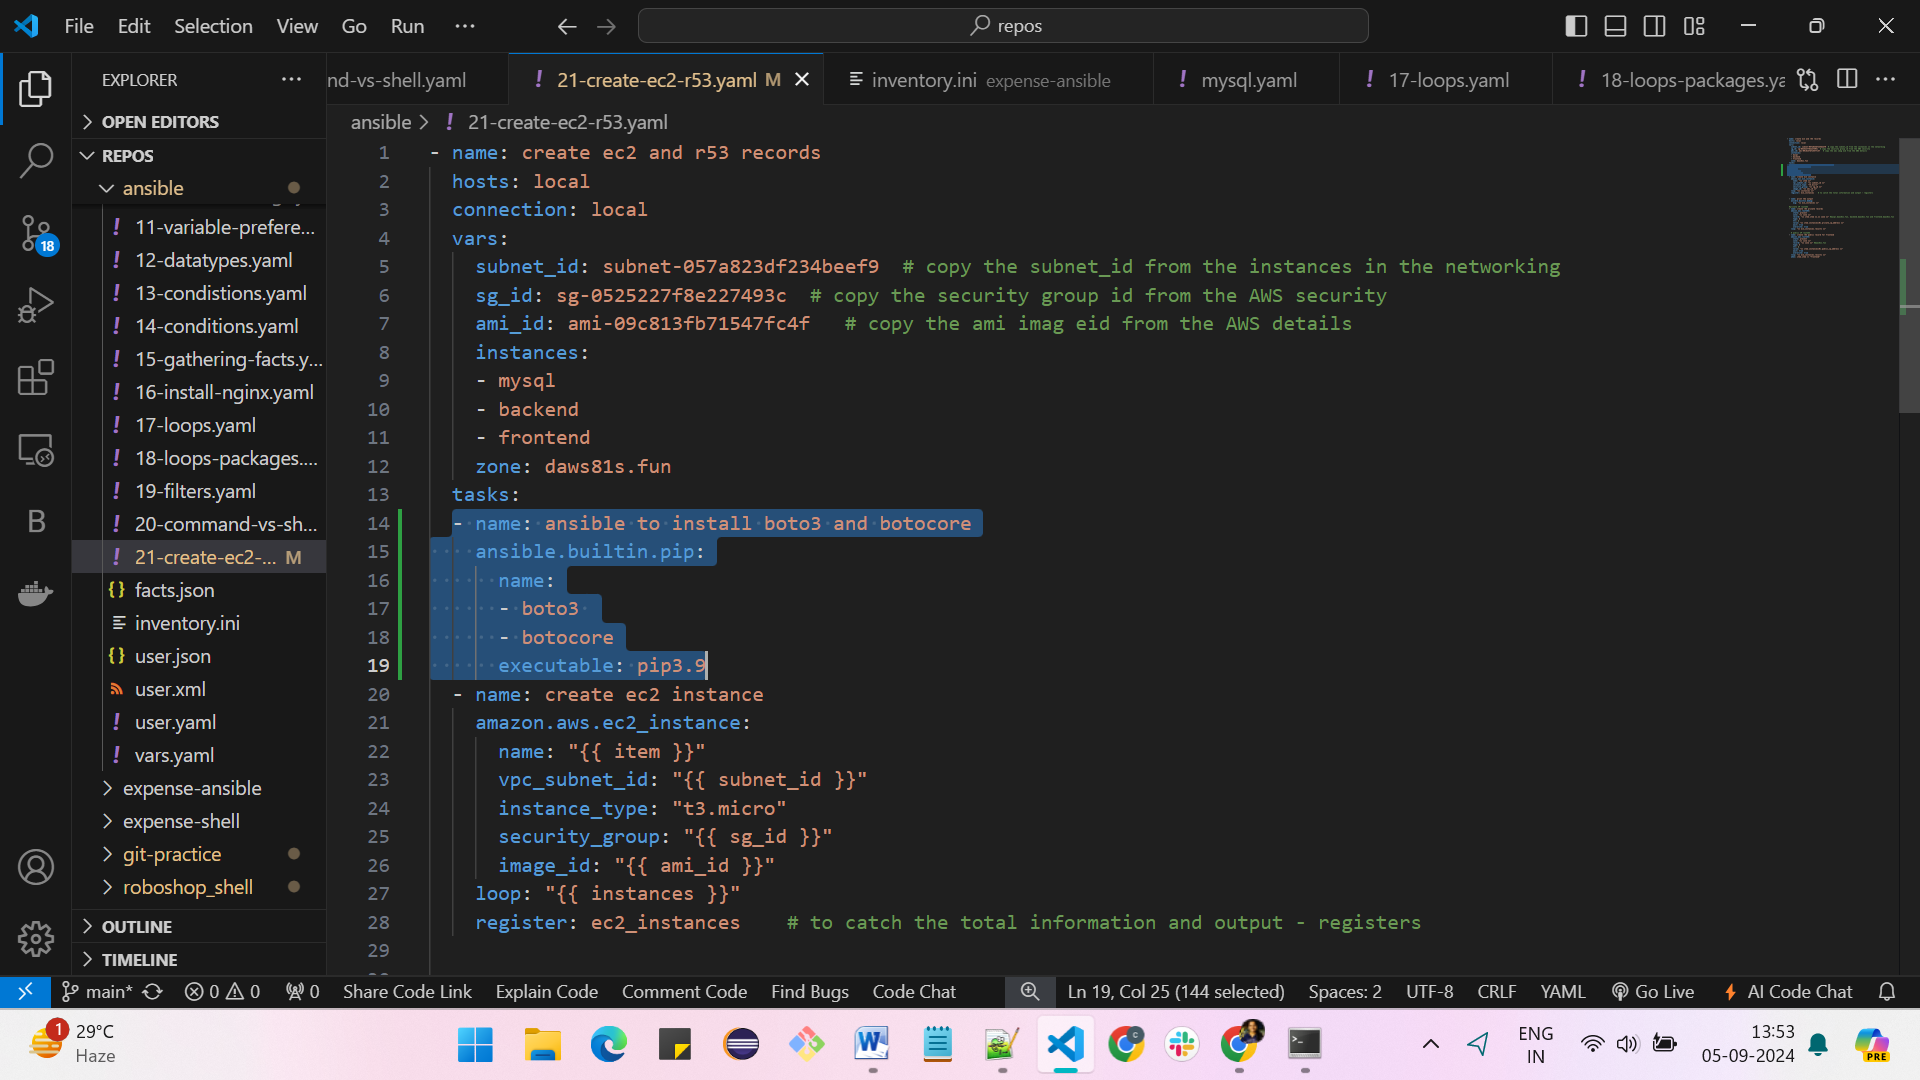 File Edit Selection View Go Run ··· repos
EXPLORER ···
OPEN EDITORS
REPOS
ansible
11-variable-prefere...
12-datatypes.yaml
13-condistions.yaml
14-conditions.yaml
15-gathering-facts.y...
16-install-nginx.yaml
17-loops.yaml
18-loops-packages....
19-filters.yaml
20-command-vs-sh...
21-create-ec2-... M
facts.json
inventory.ini
user.json
user.xml
user.yaml
vars.yaml
expense-ansible
expense-shell
git-practice
roboshop_shell
OUTLINE
TIMELINE
18
B
nd-vs-shell.yaml ! 21-create-ec2-r53.yaml M inventory.ini expense-ansible ! mysql.yaml ! 17-loops.yaml ! 18-loops-packages.ya ···
ansible > ! 21-create-ec2-r53.yaml
1 - name: create ec2 and r53 records
2 hosts: local
3 connection: local
4 vars:
5 subnet_id: subnet-057a823df234beef9 # copy the subnet_id from the instances in the networking
6 sg_id: sg-0525227f8e227493c # copy the security group id from the AWS security
7 ami_id: ami-09c813fb71547fc4f # copy the ami imag eid from the AWS details
8 instances:
9 - mysql
10 - backend
11 - frontend
12 zone: daws81s.fun
13 tasks:
14 - name: ansible to install boto3 and botocore
15 ansible.builtin.pip:
16 name:
17 - boto3
18 - botocore
19 executable: pip3.9
20 - name: create ec2 instance
21 amazon.aws.ec2_instance:
22 name: "{{ item }}"
23 vpc_subnet_id: "{{ subnet_id }}"
24 instance_type: "t3.micro"
25 security_group: "{{ sg_id }}"
26 image_id: "{{ ami_id }}"
27 loop: "{{ instances }}"
28 register: ec2_instances # to catch the total information and output - registers
29
main* 0 0 0 Share Code Link Explain Code Comment Code Find Bugs Code Chat Ln 19, Col 25 (144 selected) Spaces: 2 UTF-8 CRLF YAML Go Live AI Code Chat
1 29°C
Haze
ENG
IN
13:53
05-09-2024
PRE